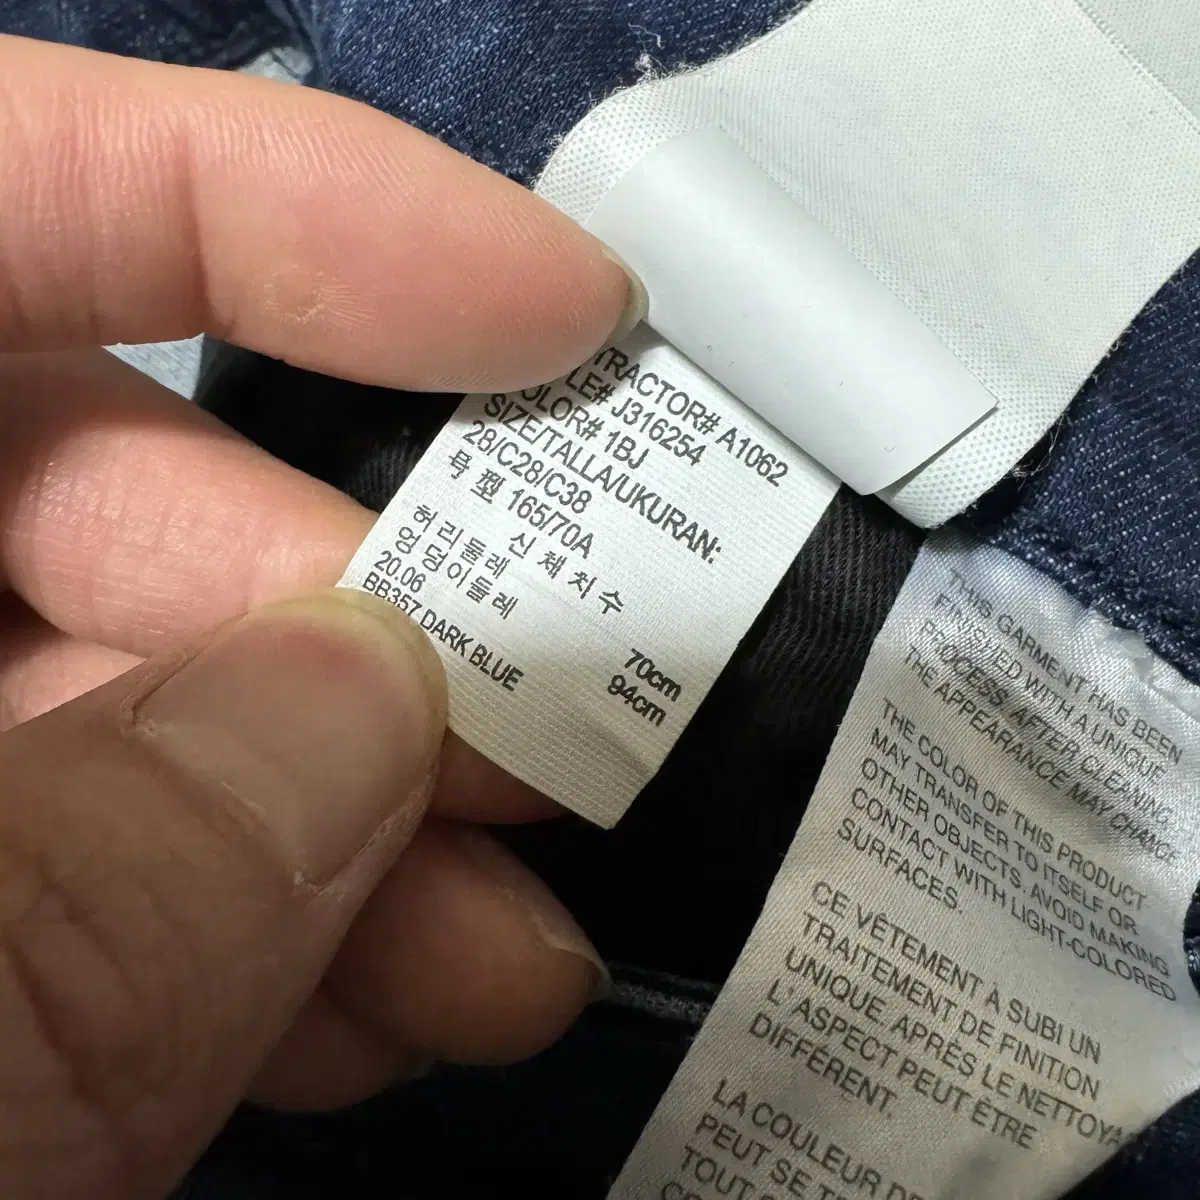 TRACTOR# A1062
LE# J316254
OLOR# 1BJ
SIZE/TALLA/UKURAN:
28/C28/C38
号型 165/70A
신체치수
허리둘레 70cm
엉덩이둘레 94cm
20.06
BB357 DARK BLUE
THIS GARMENT HAS BEEN
FINISHED WITH A UNIQUE
PROCESS. AFTER CLEANING,
THE APPEARANCE MAY CHANGE
THE COLOR OF THIS PRODUCT
MAY TRANSFER TO ITSELF OR
OTHER OBJECTS. AVOID MAKING
CONTACT WITH LIGHT-COLORED
SURFACES.
CE VÊTEMENT À SUBI UN
TRAITEMENT DE FINITION
UNIQUE. APRÈS LE NETTOYA
L'ASPECT PEUT ÊTRE
DIFFÉRENT.
LA COULEUR DE
PEUT SE T
TOUT